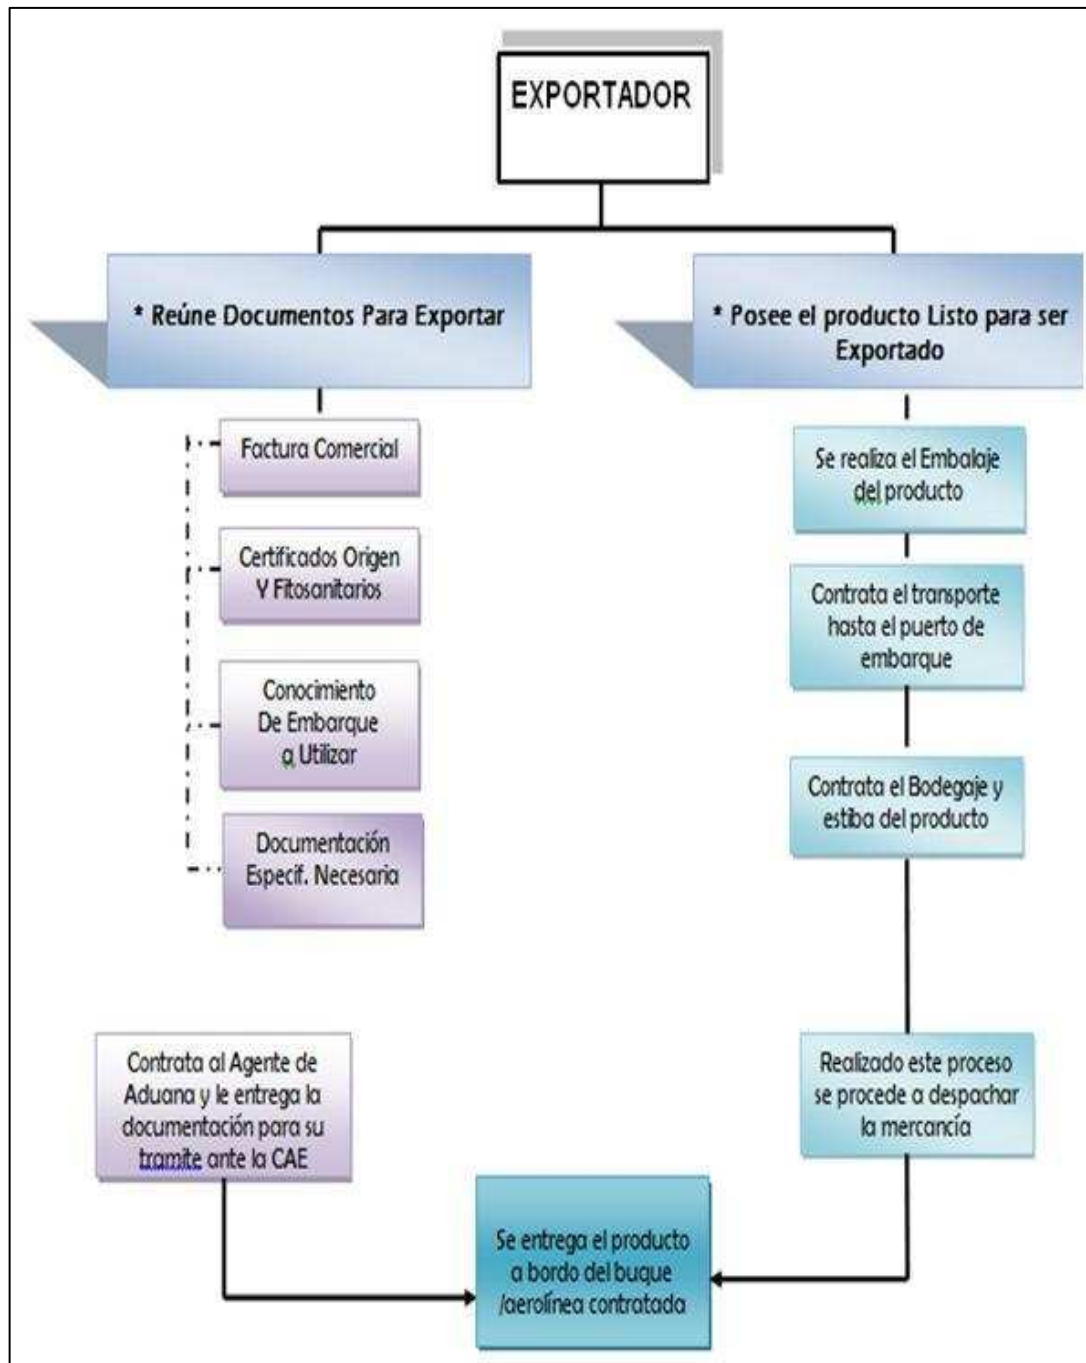 EXPORTADOR
* Reúne Documentos Para Exportar
Factura Comercial
Certificados Origen
Y Fitosanitarios
Conocimiento
De Embarque
a Utilizar
Documentación
Especif. Necesaria
Contrata al Agente de
Aduana y le entrega la
documentación para su
tramite ante la CAE
* Posee el producto Listo para ser
Exportado
Se realiza el Embalaje
del producto
Contrata el transporte
hasta el puerto de
embarque
Contrata el Bodegaje y
estiba del producto
Realizado este proceso
se procede a despachar
la mercancía
Se entrega el producto
a bordo del buque
/aerolínea contratada